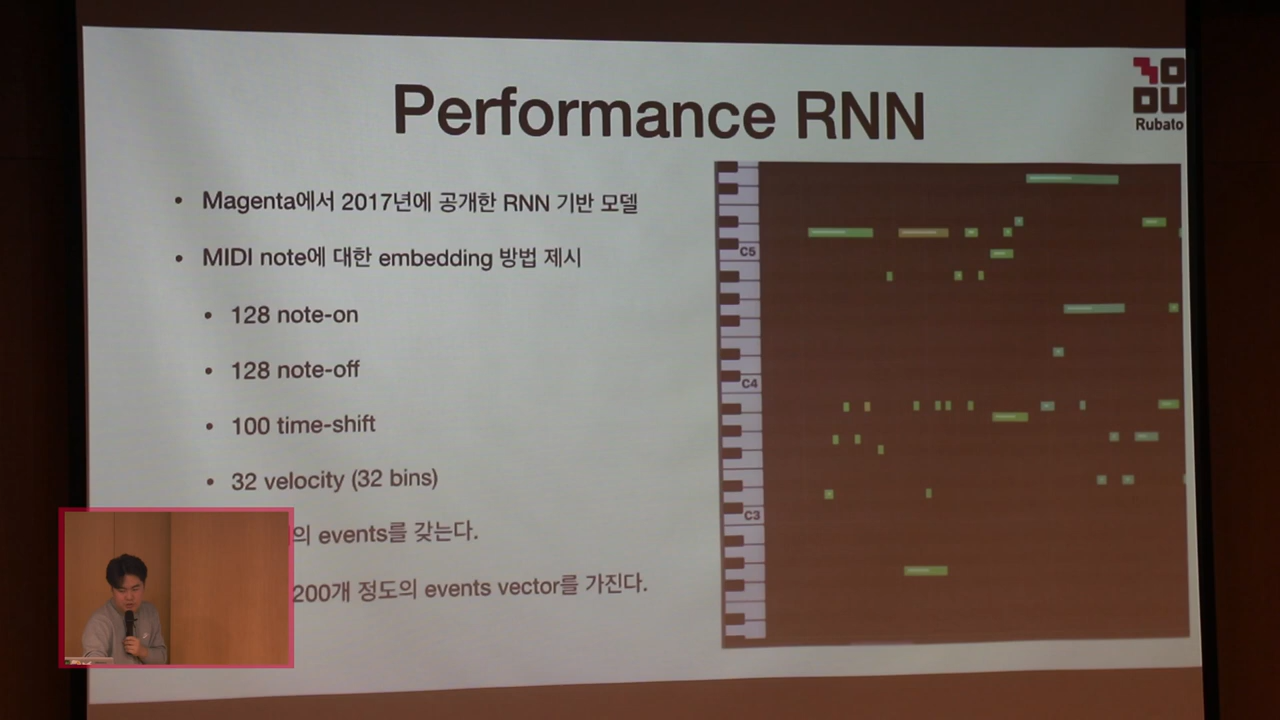 Performance RNN
MODU
Rubato
• Magenta에서 2017년에 공개한 RNN 기반 모델
• MIDI note에 대한 embedding 방법 제시
• 128 note-on
• 128 note-off
• 100 time-shift
• 32 velocity (32 bins)
의 events를 갖는다.
200개 정도의 events vector를 가진다.
C5
C4
C3